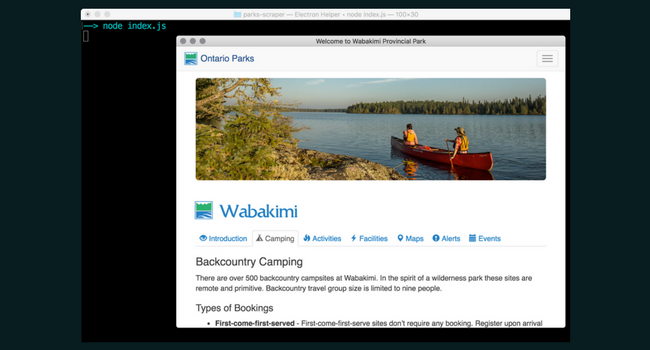 parks-scraper — Electron Helper ‹ node index.js — 100×30
—> node index.js
Welcome to Wabakimi Provincial Park
Ontario Parks
Wabakimi
Introduction Camping Activities Facilities Maps Alerts Events
Backcountry Camping
There are over 500 backcountry campsites at Wabakimi. In the spirit of a wilderness park these sites are
remote and primitive. Backcountry travel group size is limited to nine people.
Types of Bookings
• First-come-first-served - First-come-first-serve sites don't require any booking. Register upon arrival